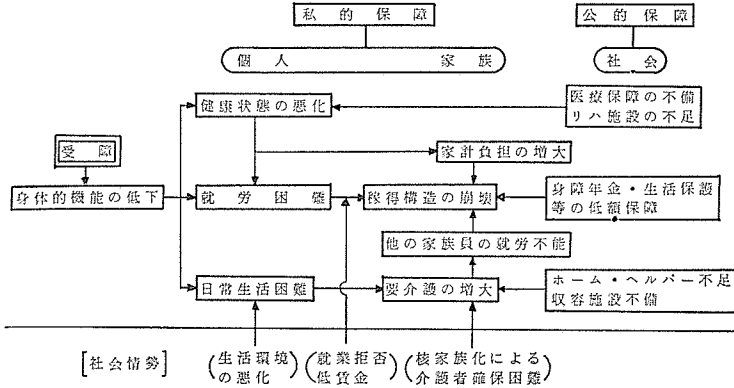 私的保障
公的保障
個人 家族
社会
健康状態の悪化
医療保障の不備
リハ施設の不足
受障
家計負担の増大
身体的機能の低下
就労困難
稼得構造の崩壊
身障年金・生活保護
等の低額保障
他の家族員の就労不能
日常生活困難
要介護の増大
ホーム・ヘルパー不足
収容施設不備
[社会情勢]
(生活環境
の悪化)
(就業拒否
低賃金)
(核家族化による
介護者確保困難)